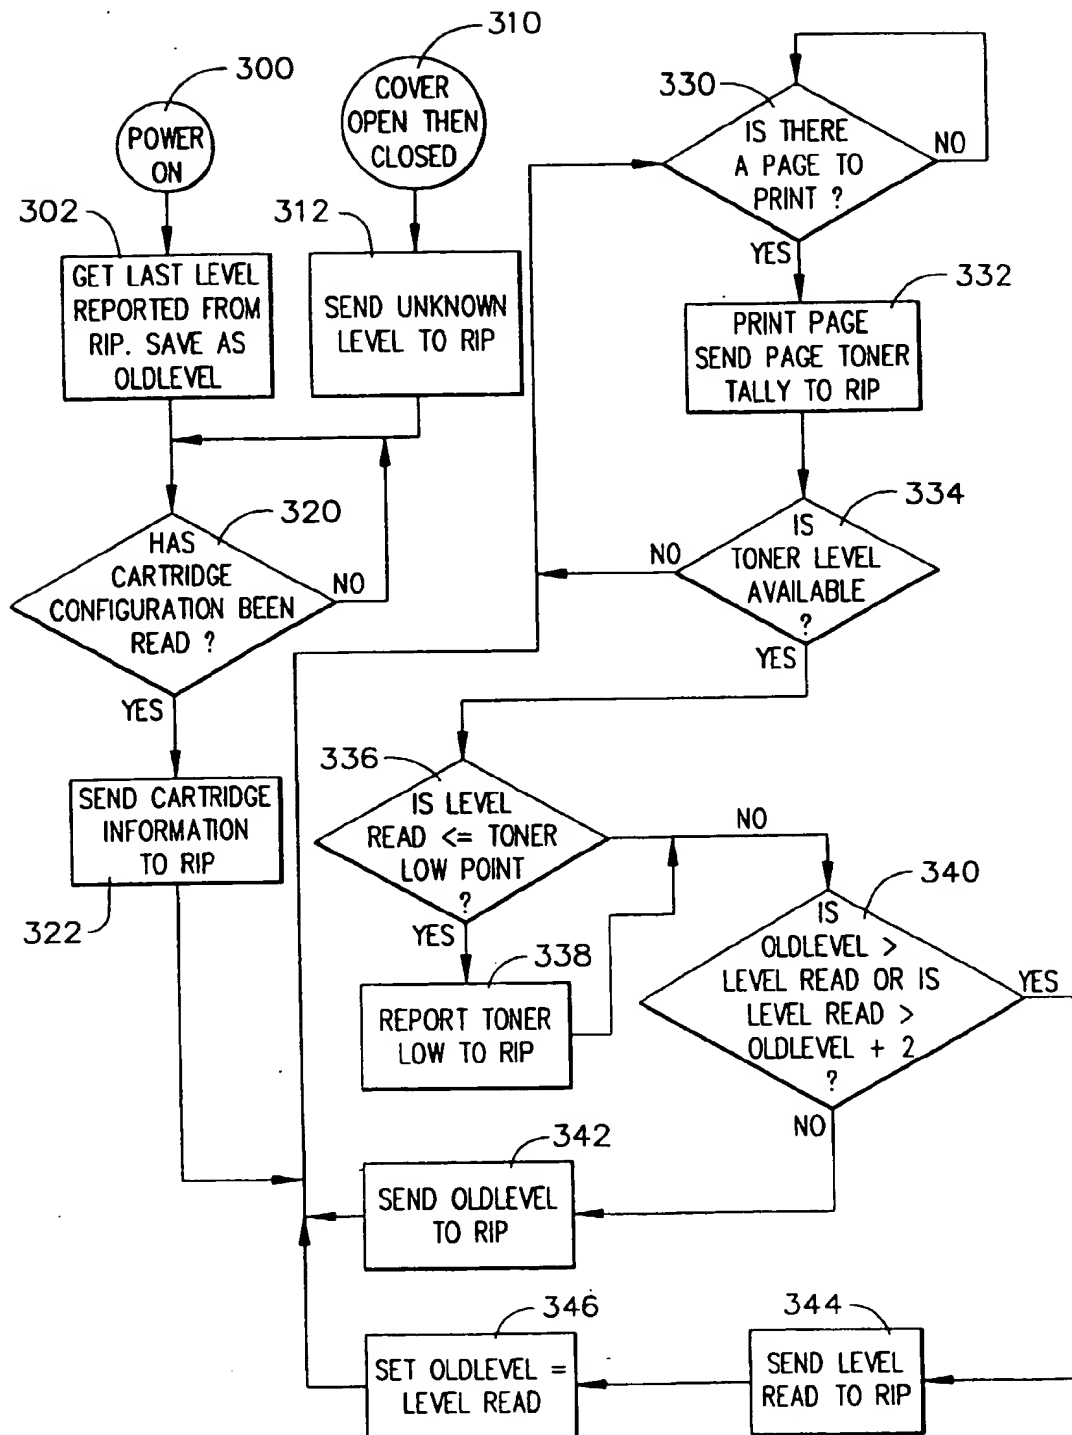 300
POWER
ON
310
COVER
OPEN THEN
CLOSED
302
GET LAST LEVEL
REPORTED FROM
RIP. SAVE AS
OLDLEVEL
312
SEND UNKNOWN
LEVEL TO RIP
320
HAS
CARTRIDGE
CONFIGURATION BEEN
READ ?
NO
YES
SEND CARTRIDGE
INFORMATION
TO RIP
322
330
IS THERE
A PAGE TO
PRINT ?
NO
YES
332
PRINT PAGE
SEND PAGE TONER
TALLY TO RIP
334
IS
TONER LEVEL
AVAILABLE
?
NO
YES
336
IS LEVEL
READ <= TONER
LOW POINT
?
NO
YES
338
REPORT TONER
LOW TO RIP
340
IS
OLDLEVEL >
LEVEL READ OR IS
LEVEL READ >
OLDLEVEL + 2
?
YES
NO
342
SEND OLDLEVEL
TO RIP
344
SEND LEVEL
READ TO RIP
346
SET OLDLEVEL =
LEVEL READ